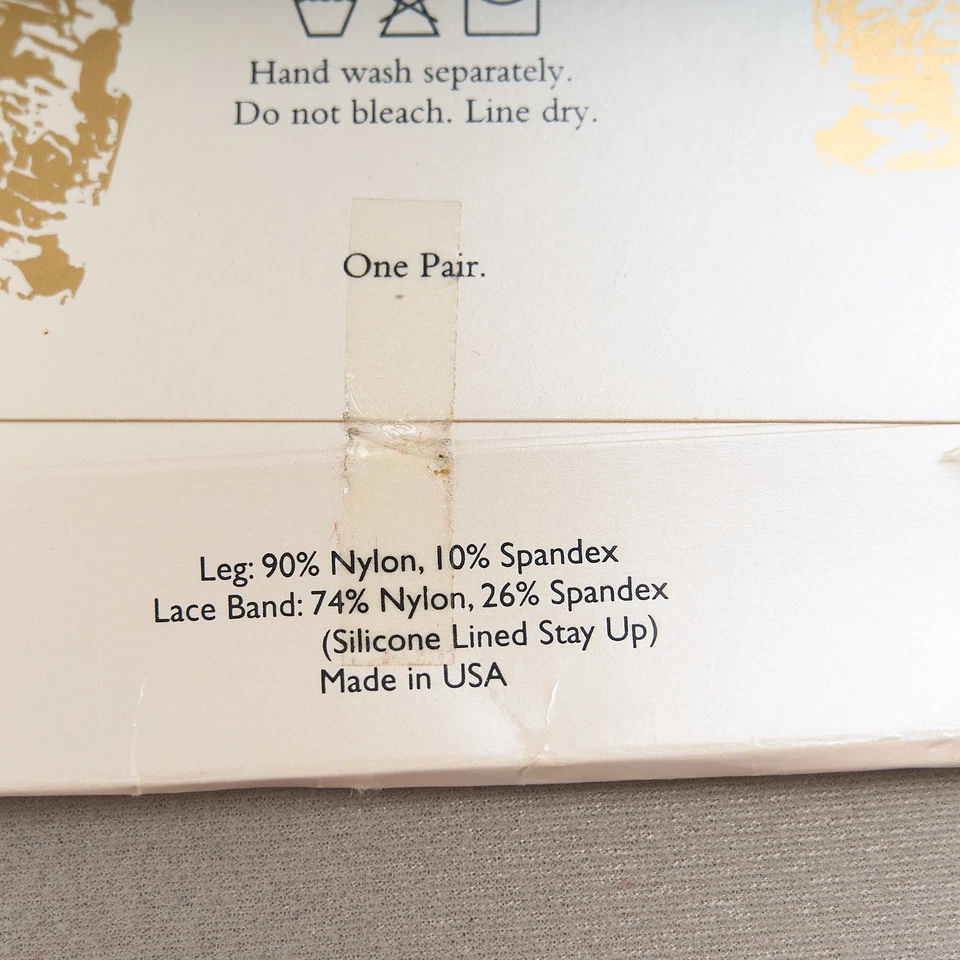 Hand wash separately.
Do not bleach. Line dry.
One Pair.
Leg: 90% Nylon, 10% Spandex
Lace Band: 74% Nylon, 26% Spandex
(Silicone Lined Stay Up)
Made in USA